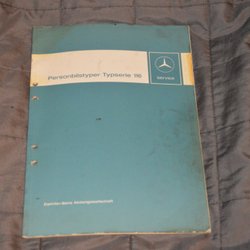 Personbilstyper Typserie 116
service
Daimler-Benz Aktiengesellschaft